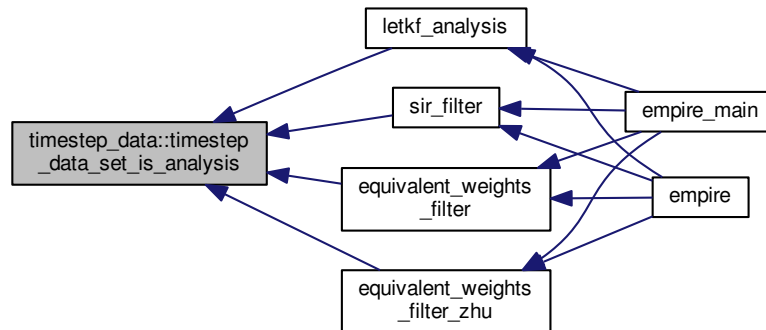 letkf_analysis
sir_filter
empire_main
timestep_data::timestep
_data_set_is_analysis
equivalent_weights
_filter
empire
equivalent_weights
_filter_zhu